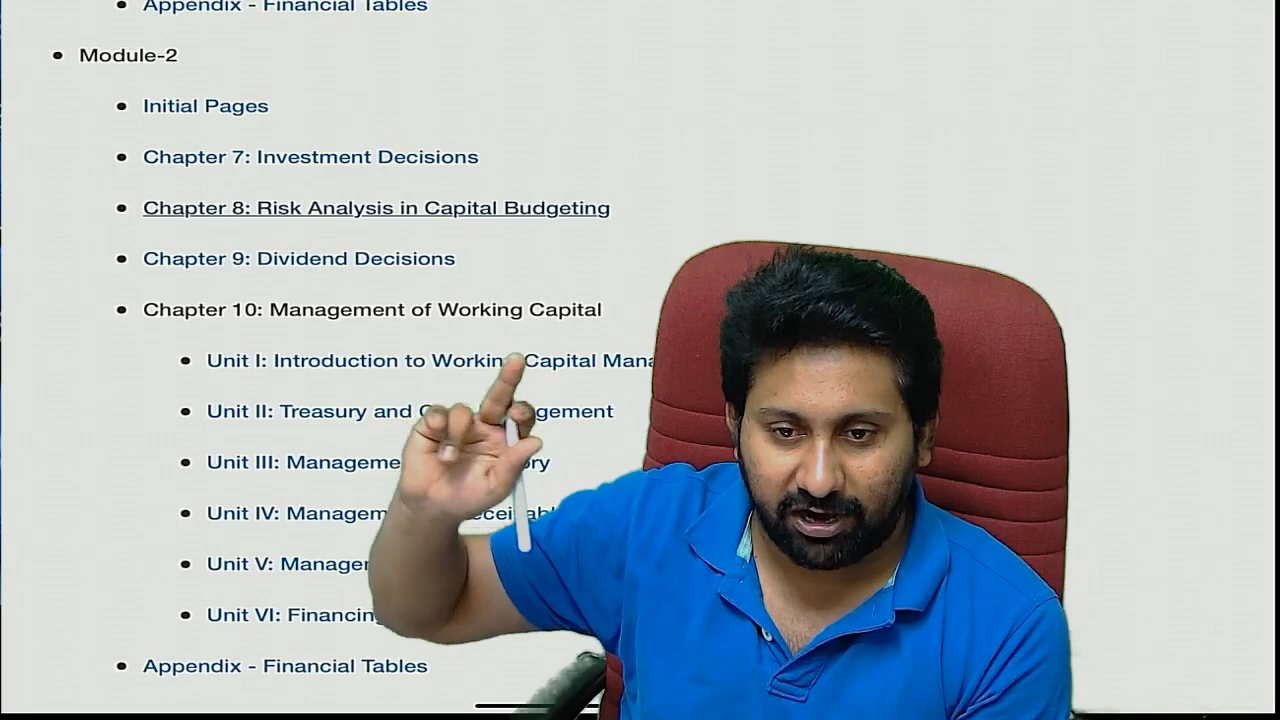 Appendix - Financial Tables
Module-2
Initial Pages
Chapter 7: Investment Decisions
Chapter 8: Risk Analysis in Capital Budgeting
Chapter 9: Dividend Decisions
Chapter 10: Management of Working Capital
Unit I: Introduction to Working Capital
Unit II: Treasury and
Unit III:
Unit IV:
Unit V:
Unit VI: Financing
Appendix - Financial Tables